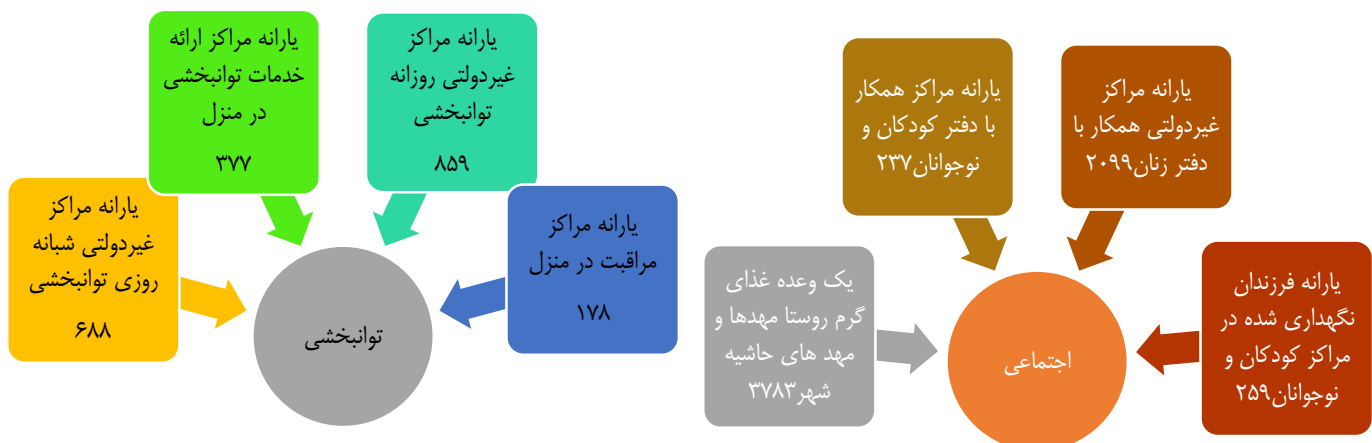 یارانه مراکز
غیردولتی همکار با
دفتر زنان۲۰۹۹
یارانه مراکز همکار
با دفتر کودکان و
نوجوانان۲۳۷
یارانه فرزندان
نگهداری شده در
مراکز کودکان و
نوجوانان۲۵۹
یک وعده غذای
گرم روستا مهدها و
مهد های حاشیه
شهر۳۷۸۳
اجتماعی
یارانه مراکز
غیردولتی روزانه
توانبخشی
۸۵۹
یارانه مراکز ارائه
خدمات توانبخشی
در منزل
۳۷۷
یارانه مراکز
مراقبت در منزل
۱۷۸
یارانه مراکز
غیردولتی شبانه
روزی توانبخشی
۶۸۸
توانبخشی